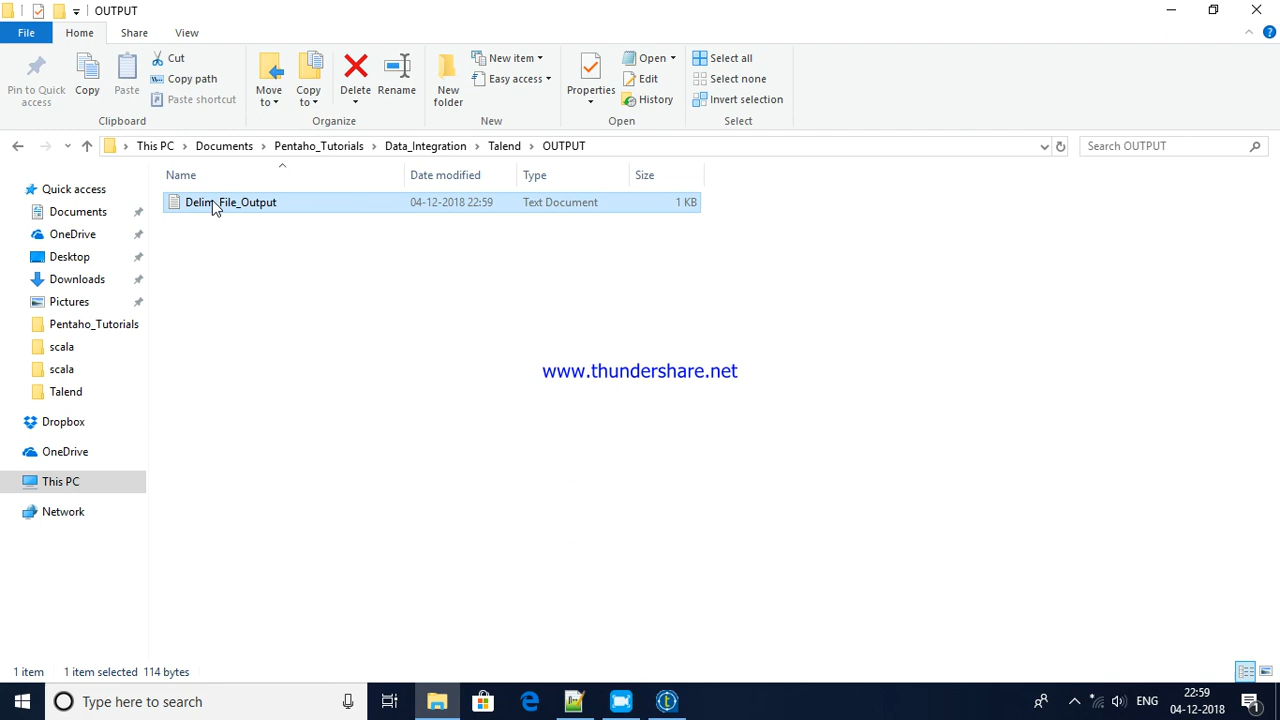 OUTPUT
File
Home
Share
View
Pin to Quick access
Copy
Paste
Cut
Copy path
Paste shortcut
Clipboard
Move to
Copy to
Delete
Rename
Organize
New folder
New item
Easy access
New
Properties
Open
Edit
History
Open
Select all
Select none
Invert selection
Select
This PC > Documents > Pentaho_Tutorials > Data_Integration > Talend > OUTPUT
Search OUTPUT
Name
Date modified
Type
Size
Delim_File_Output
04-12-2018 22:59
Text Document
1 KB
Quick access
Documents
OneDrive
Desktop
Downloads
Pictures
Pentaho_Tutorials
scala
scala
Talend
Dropbox
OneDrive
This PC
Network
www.thundershare.net
1 item
1 item selected 114 bytes
Type here to search
ENG
22:59
04-12-2018
1